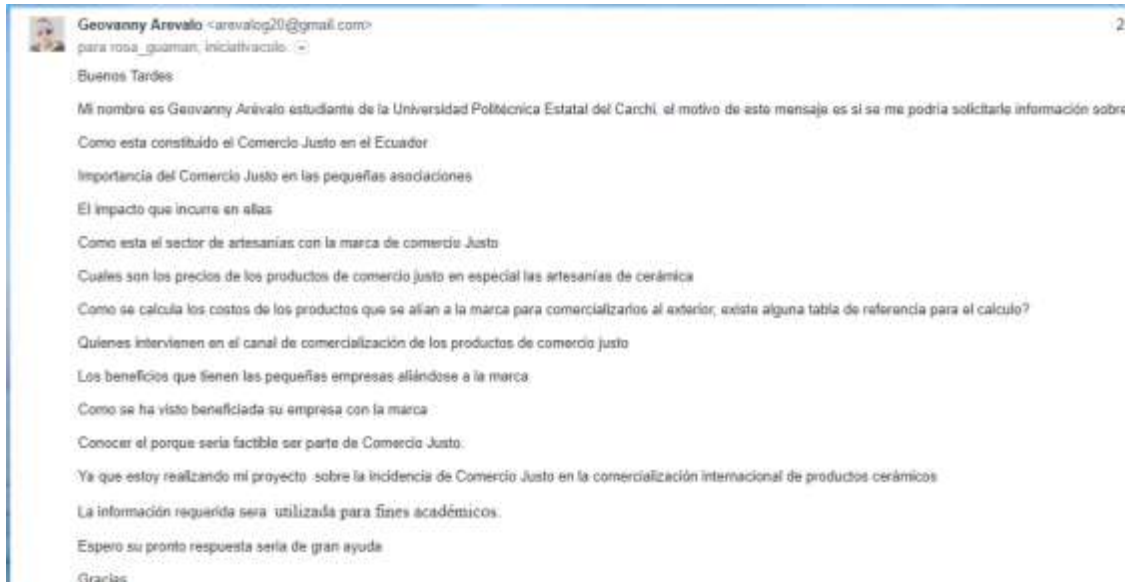 Geovanny Arevalo <arevalog20@gmail.com>
2
para rosa_guaman, iniciativaculo.
Buenos Tardes
Mi nombre es Geovanny Arévalo estudiante de la Universidad Politécnica Estatal del Carchi, el motivo de este mensaje es si se me podría solicitarle información sobre
Como esta constituido el Comercio Justo en el Ecuador
Importancia del Comercio Justo en las pequeñas asociaciones
El impacto que incurre en ellas
Como esta el sector de artesanías con la marca de comercio Justo
Cuales son los precios de los productos de comercio justo en especial las artesanías de cerámica
Como se calcula los costos de los productos que se alían a la marca para comercializarlos al exterior, existe alguna tabla de referencia para el calculo?
Quienes intervienen en el canal de comercialización de los productos de comercio justo
Los beneficios que tienen las pequeñas empresas aliándose a la marca
Como se ha visto beneficiada su empresa con la marca
Conocer el porque seria factible ser parte de Comercio Justo.
Ya que estoy realizando mi proyecto sobre la incidencia de Comercio Justo en la comercialización internacional de productos cerámicos
La información requerida sera utilizada para fines académicos.
Espero su pronto respuesta seria de gran ayuda
Gracias